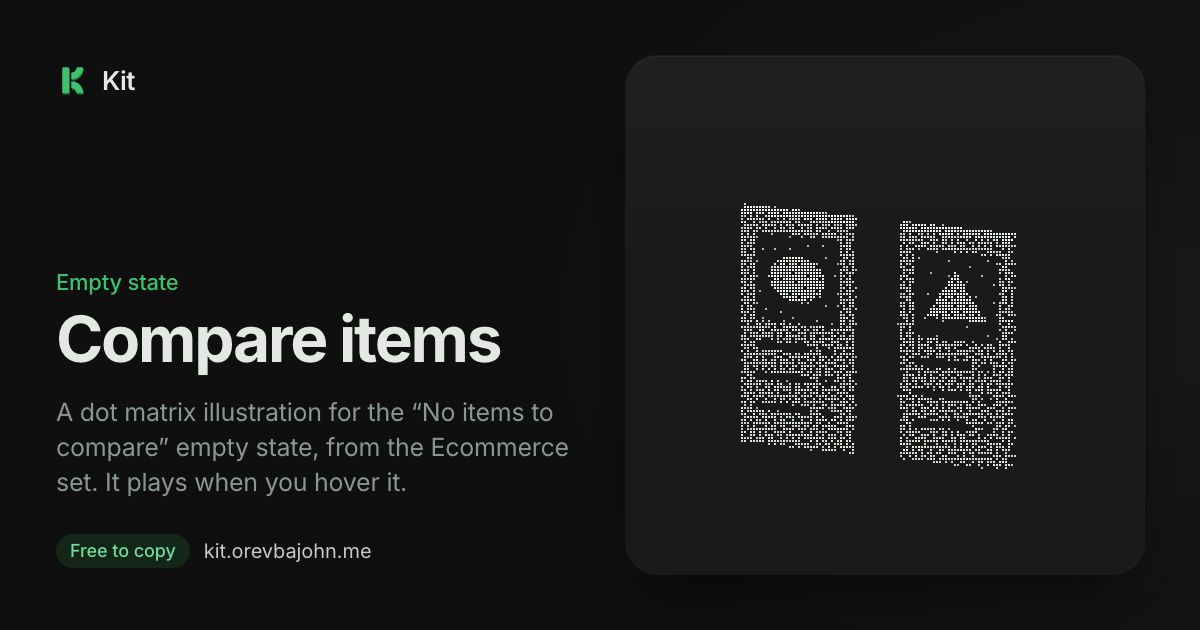 Kit
Empty state
Compare items
A dot matrix illustration for the “No items to
compare” empty state, from the Ecommerce
set. It plays when you hover it.
Free to copy
kit.orevbajohn.me